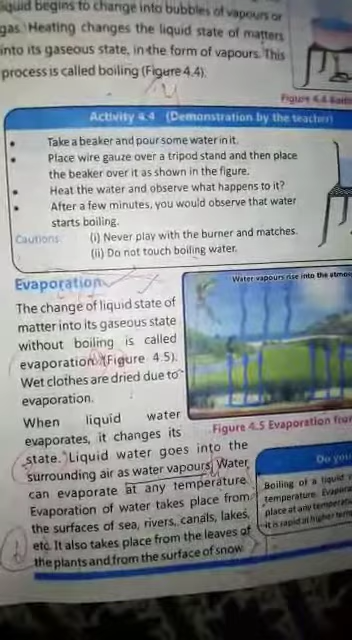 liquid begins to change into bubbles of vapours or
gas. Heating changes the liquid state of matters
into its gaseous state, in the form of vapours. This
process is called boiling (Figure 4.4).
Figure 4.4
Activity 4.4 (Demonstration by the teacher)
• Take a beaker and pour some water in it.
• Place wire gauze over a tripod stand and then place
the beaker over it as shown in the figure.
• Heat the water and observe what happens to it?
• After a few minutes, you would observe that water
starts boiling.
Cautions (i) Never play with the burner and matches.
(ii) Do not touch boiling water.
Evaporation
The change of liquid state of
matter into its gaseous state
without boiling is called
evaporation (Figure 4.5).
Wet clothes are dried due to
evaporation.
When liquid water
evaporates, it changes its
state. Liquid water goes into the
surrounding air as water vapours. Water
can evaporate at any temperature.
Evaporation of water takes place from
the surfaces of sea, rivers, canals, lakes,
etc. It also takes place from the leaves of
the plants and from the surface of snow
Water vapours rise into the
Figure 4.5 Evaporation
Do you
Boiling of a liquid
temperature.
place at any
it is rapid at higher